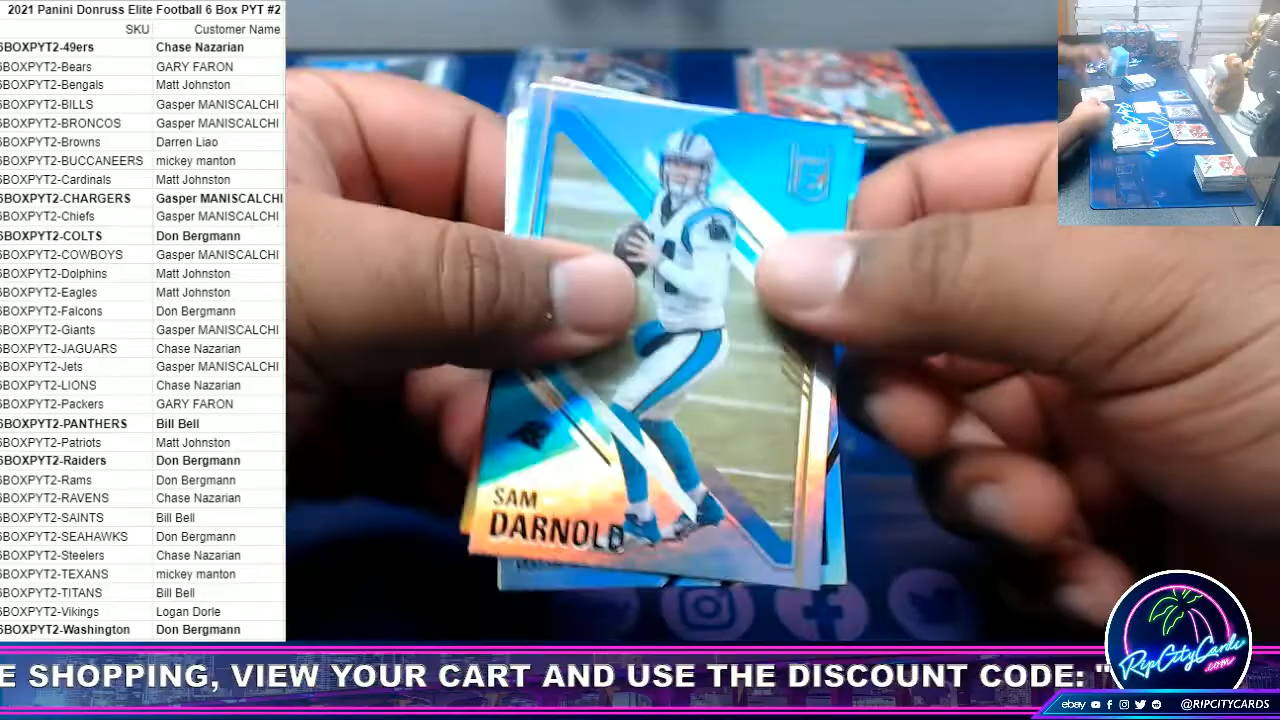 2021 Panini Donruss Elite Football 6 Box PYT #2
SKU Customer Name
6BOXPYT2-49ers Chase Nazarian
6BOXPYT2-Bears GARY FARON
6BOXPYT2-Bengals Matt Johnston
6BOXPYT2-BILLS Gasper MANISCALCHI
6BOXPYT2-BRONCOS Gasper MANISCALCHI
6BOXPYT2-Browns Darren Liao
6BOXPYT2-BUCCANEERS mickey manton
6BOXPYT2-Cardinals Matt Johnston
6BOXPYT2-CHARGERS Gasper MANISCALCHI
6BOXPYT2-Chiefs Gasper MANISCALCHI
6BOXPYT2-COLTS Don Bergmann
6BOXPYT2-COWBOYS Gasper MANISCALCHI
6BOXPYT2-Dolphins Matt Johnston
6BOXPYT2-Eagles Matt Johnston
6BOXPYT2-Falcons Don Bergmann
6BOXPYT2-Giants Gasper MANISCALCHI
6BOXPYT2-JAGUARS Chase Nazarian
6BOXPYT2-Jets Gasper MANISCALCHI
6BOXPYT2-LIONS Chase Nazarian
6BOXPYT2-Packers GARY FARON
6BOXPYT2-PANTHERS Bill Bell
6BOXPYT2-Patriots Matt Johnston
6BOXPYT2-Raiders Don Bergmann
6BOXPYT2-Rams Don Bergmann
6BOXPYT2-RAVENS Chase Nazarian
6BOXPYT2-SAINTS Bill Bell
6BOXPYT2-SEAHAWKS Don Bergmann
6BOXPYT2-Steelers Chase Nazarian
6BOXPYT2-TEXANS mickey manton
6BOXPYT2-TITANS Bill Bell
6BOXPYT2-Vikings Logan Dorle
6BOXPYT2-Washington Don Bergmann
SAM
DARNOLD
E SHOPPING, VIEW YOUR CART AND USE THE DISCOUNT CODE: "
RipCityCards
.com
ebay @RIPCITYCARDS